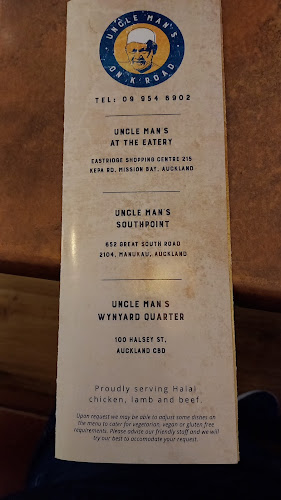 UNCLE MAN'S
ON K'ROAD
TEL: 09 954 6902
UNCLE MAN'S
AT THE EATERY
EASTRIDGE SHOPPING CENTRE 215
KEPA RD, MISSION BAY, AUCKLAND
UNCLE MAN'S
SOUTHPOINT
652 GREAT SOUTH ROAD
2104, MANUKAU, AUCKLAND
UNCLE MAN'S
WYNYARD QUARTER
100 HALSEY ST,
AUCKLAND CBD
Proudly serving Halal
chicken, lamb and beef.
Upon request we may be able to adjust some dishes on
the menu to cater for vegetarian, vegan or gluten free
requirements. Please advise our friendly staff and we will
try our best to accomodate your request.